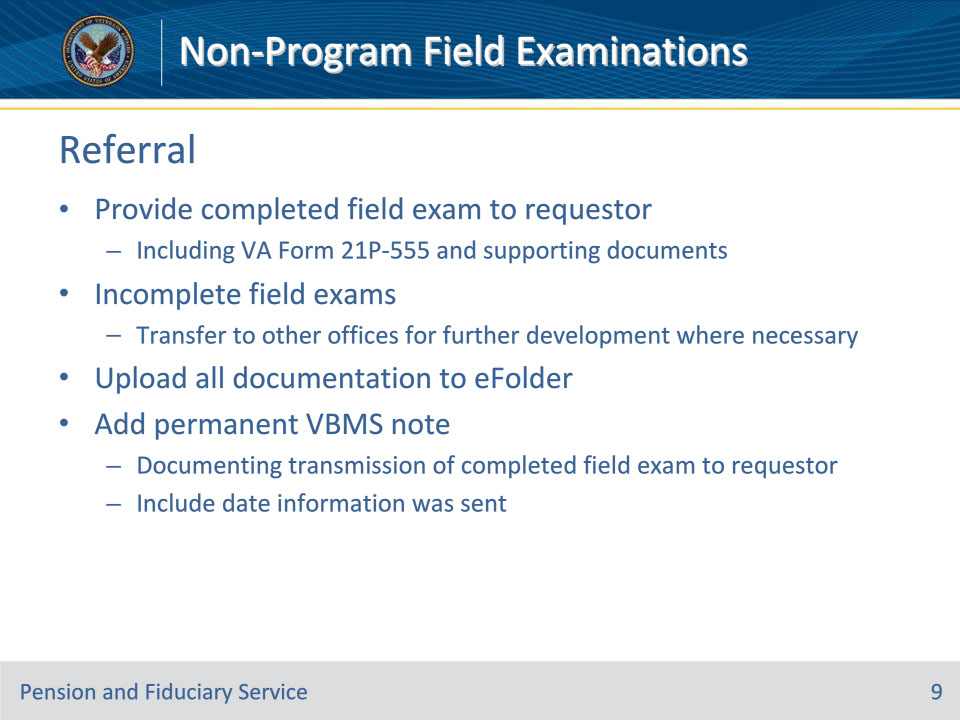 Non-Program Field Examinations
Referral
• Provide completed field exam to requestor
– Including VA Form 21P-555 and supporting documents
• Incomplete field exams
– Transfer to other offices for further development where necessary
• Upload all documentation to eFolder
• Add permanent VBMS note
– Documenting transmission of completed field exam to requestor
– Include date information was sent
Pension and Fiduciary Service
9